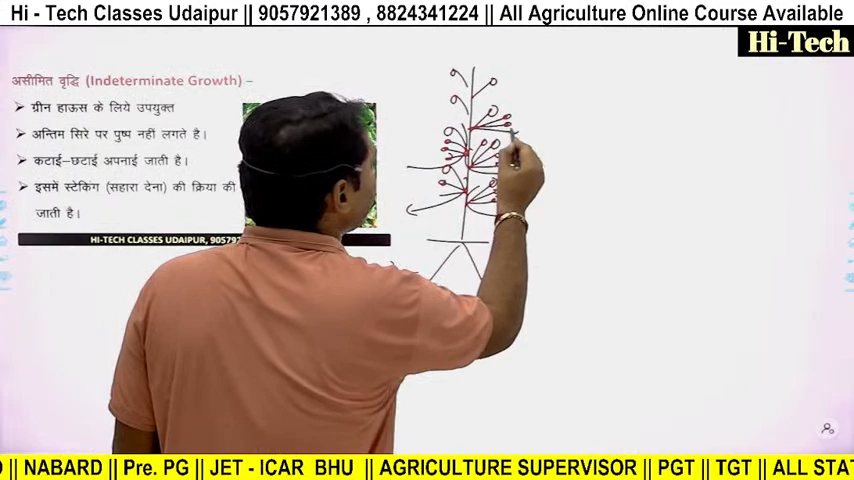 Hi - Tech Classes Udaipur || 9057921389 , 8824341224 || All Agriculture Online Course Available
Hi-Tech
असीमित वृद्धि (Indeterminate Growth) –
➢ ग्रीन हाऊस के लिये उपयुक्त
➢ अन्तिम सिरे पर पुष्प नहीं लगते है।
➢ कटाई–छटाई अपनाई जाती है।
➢ इसमें स्टेकिंग (सहारा देना) की क्रिया की
जाती है।
HI-TECH CLASSES UDAIPUR, 9057
|| NABARD || Pre. PG || JET - ICAR BHU || AGRICULTURE SUPERVISOR || PGT || TGT || ALL STAT